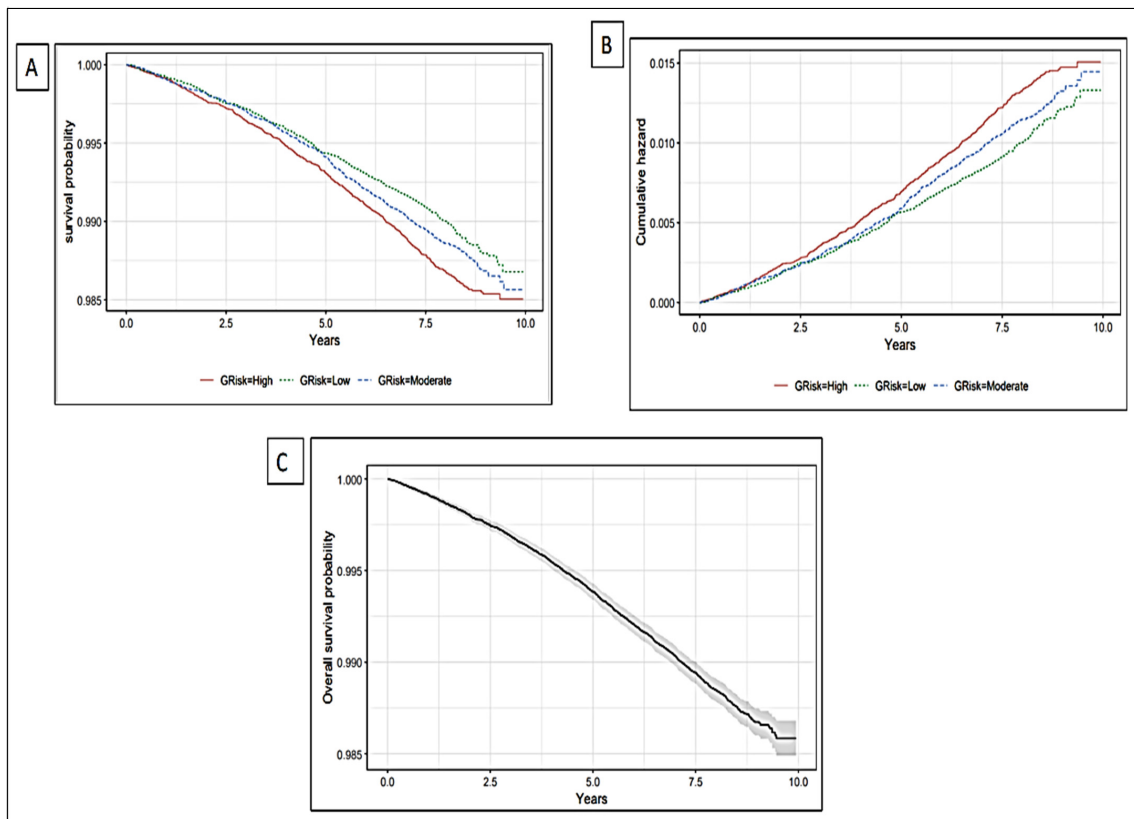 A
survival probability
1.000
0.995
0.990
0.985
0.0 2.5 5.0 7.5 10.0
Years
GRisk=High GRisk=Low GRisk=Moderate
B
Cumulative hazard
0.015
0.010
0.005
0.000
0.0 2.5 5.0 7.5 10.0
Years
GRisk=High GRisk=Low GRisk=Moderate
C
Overall survival probability
1.000
0.995
0.990
0.985
0.0 2.5 5.0 7.5 10.0
Years